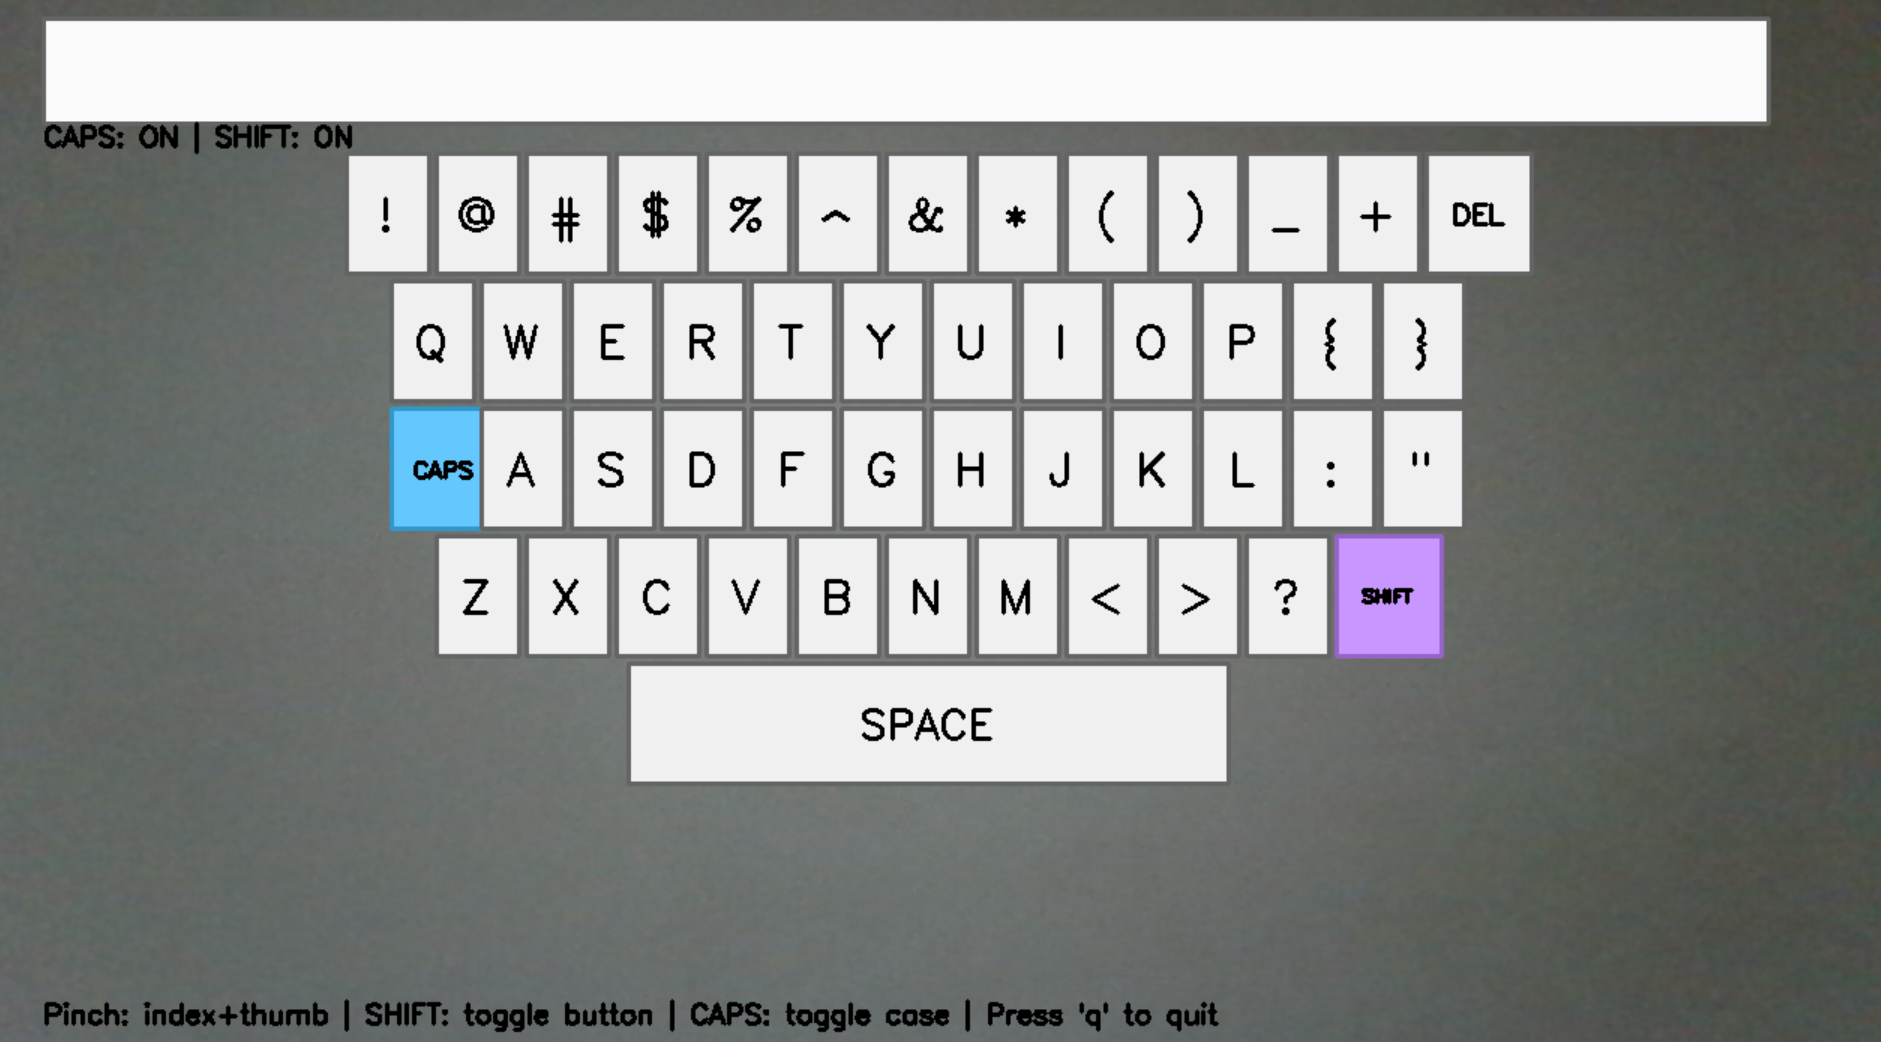 CAPS: ON | SHIFT: ON
! @ # $ % ^ & * ( ) _ + DEL
Q W E R T Y U I O P { }
CAPS A S D F G H J K L : "
Z X C V B N M < > ? SHIFT
SPACE
Pinch: index+thumb | SHIFT: toggle button | CAPS: toggle case | Press 'q' to quit